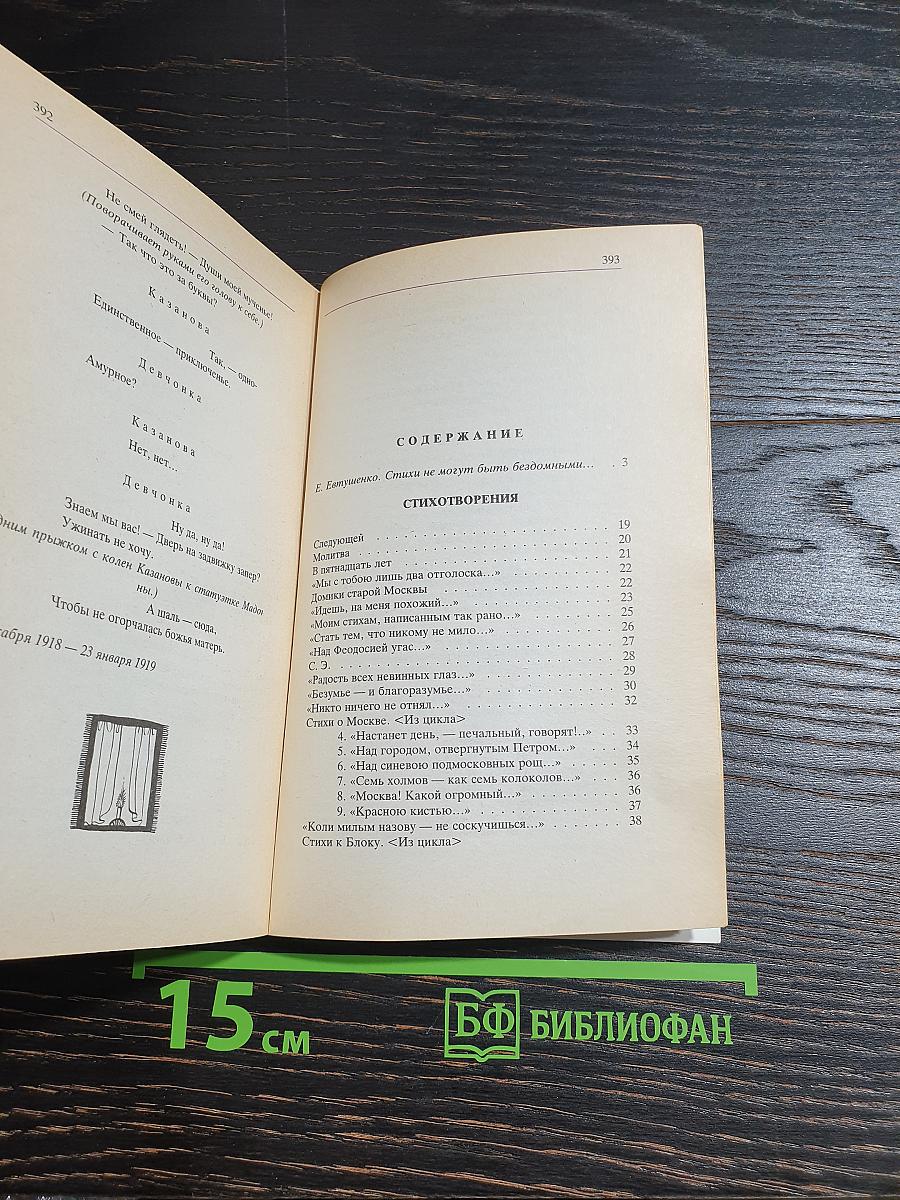 392
Не смей глядеть! — Души моей мученье!
(Поворачивает руками его голову к себе.)
— Так что это за буквы?
Казанова
Так, — одно-
Единственное — приключенье.
Девчонка
Амурное?
Казанова
Нет, нет...
Девчонка
Ну да, ну да!
Знаем мы вас! — Дверь на задвижку запер?
Ужинать не хочу.
прыжком с колен Казановы к статуэтке Мадон
ны.)
А шаль — сюда,
Чтобы не огорчалась божья матерь.
1918 — 23 января 1919
393
СОДЕРЖАНИЕ
Е. Евтушенко. Стихи не могут быть бездомными... . 3
СТИХОТВОРЕНИЯ
Следующей . . . 19
Молитва . . . 20
В пятнадцать лет . . . 21
«Мы с тобою лишь два отголоска...» . . . 22
Домики старой Москвы . . . 22
«Идешь, на меня похожий...» . . . 23
«Моим стихам, написанным так рано...» . . . 25
«Стать тем, что никому не мило...» . . . 26
«Над Феодосией угас...» . . . 27
С. Э. . . . 28
«Радость всех невинных глаз...» . . . 29
«Безумье — и благоразумье...» . . . 30
«Никто ничего не отнял...» . . . 32
Стихи о Москве. <Из цикла>
4. «Настанет день, — печальный, говорят!..» . . 33
5. «Над городом, отвергнутым Петром...» . . . 34
6. «Над синевою подмосковных рощ...» . . . 35
7. «Семь холмов — как семь колоколов...» . . . 36
8. «Москва! Какой огромный...» . . . 36
9. «Красною кистью...» . . . 37
«Коли милым назову — не соскучишься...» . . . 38
Стихи к Блоку. <Из цикла>
15 см
БФ БИБЛИОФАН